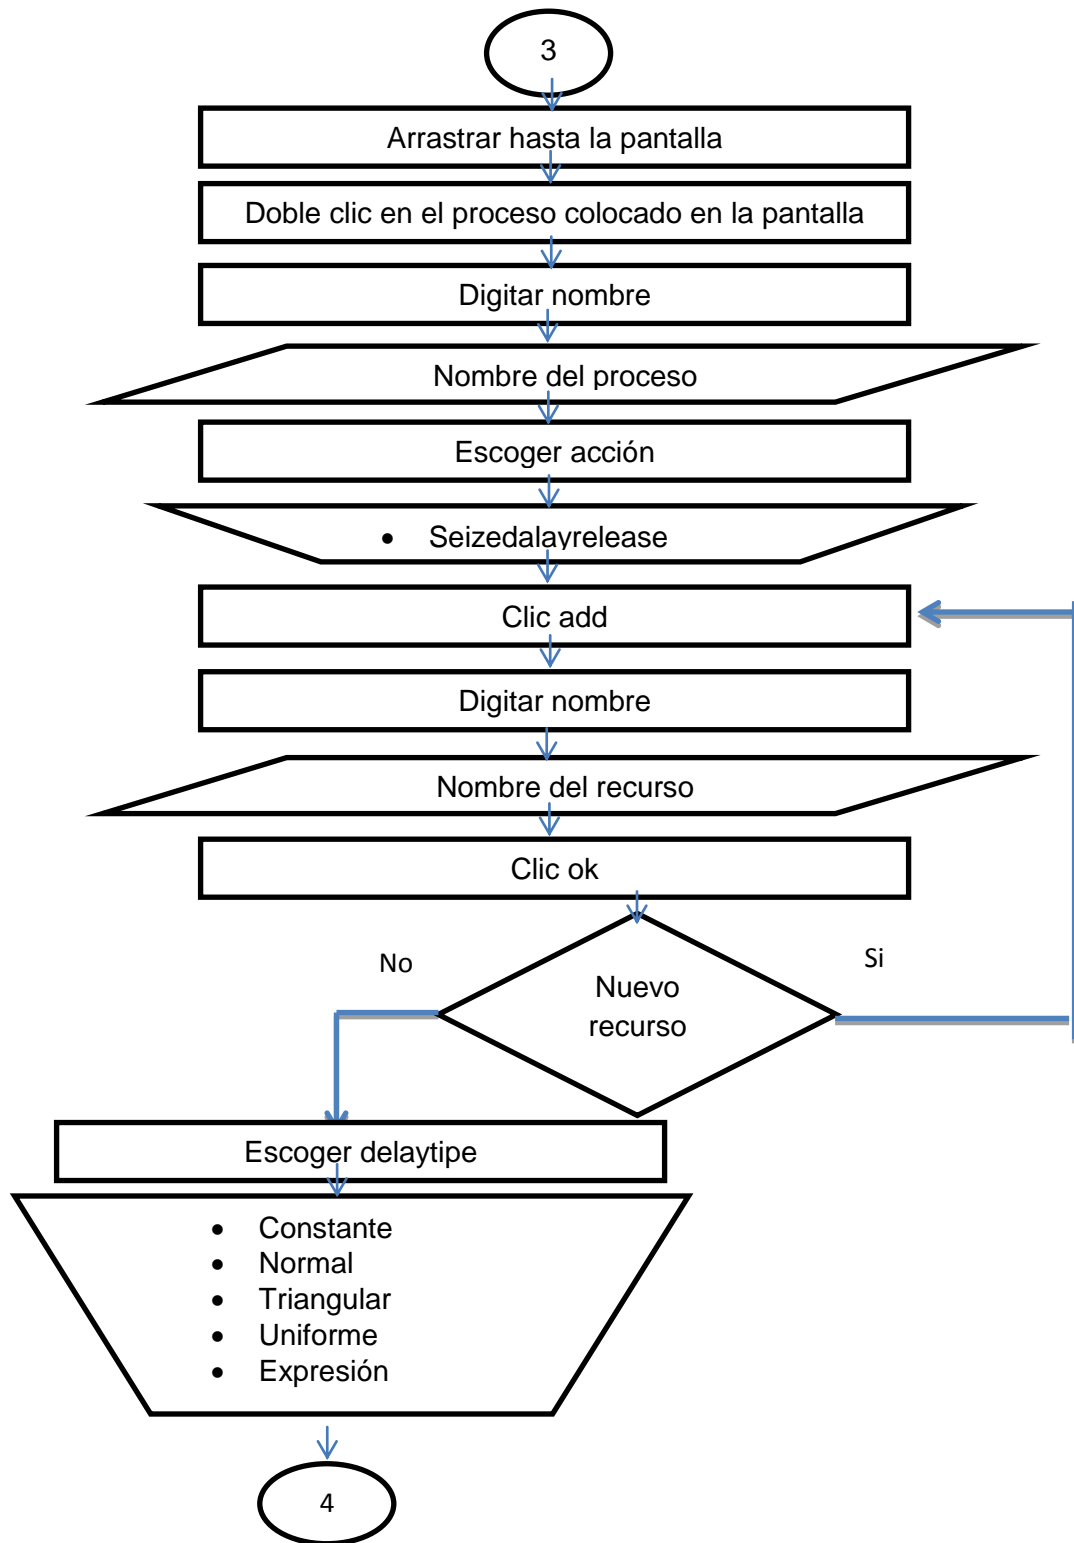 3
Arrastrar hasta la pantalla
Doble clic en el proceso colocado en la pantalla
Digitar nombre
Nombre del proceso
Escoger acción
• Seizedalayrelease
Clic add
Digitar nombre
Nombre del recurso
Clic ok
No
Si
Nuevo
recurso
Escoger delaytipe
• Constante
• Normal
• Triangular
• Uniforme
• Expresión
4